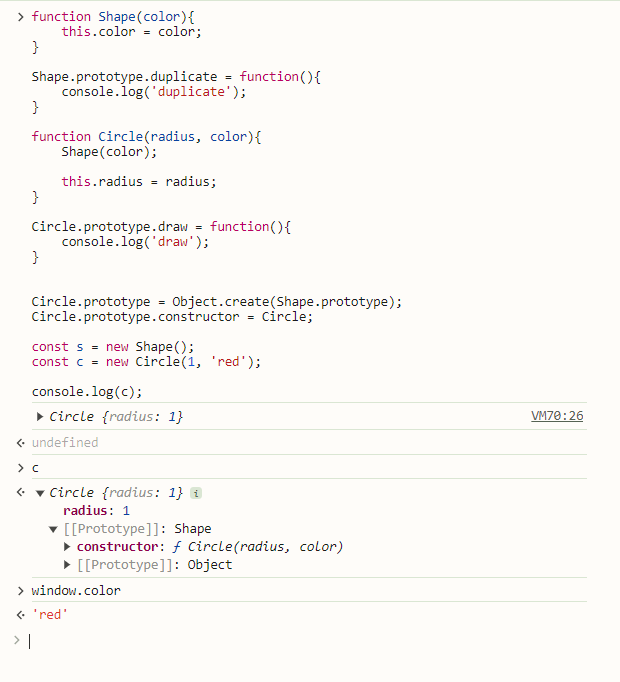 function Shape(color){
this.color = color;
}
Shape.prototype.duplicate = function(){
console.log('duplicate');
}
function Circle(radius, color){
Shape(color);
this.radius = radius;
}
Circle.prototype.draw = function(){
console.log('draw');
}
Circle.prototype = Object.create(Shape.prototype);
Circle.prototype.constructor = Circle;
const s = new Shape();
const c = new Circle(1, 'red');
console.log(c);
Circle {radius: 1} VM70:26
undefined
c
Circle {radius: 1} i
radius: 1
[[Prototype]]: Shape
constructor: ƒ Circle(radius, color)
[[Prototype]]: Object
window.color
'red'